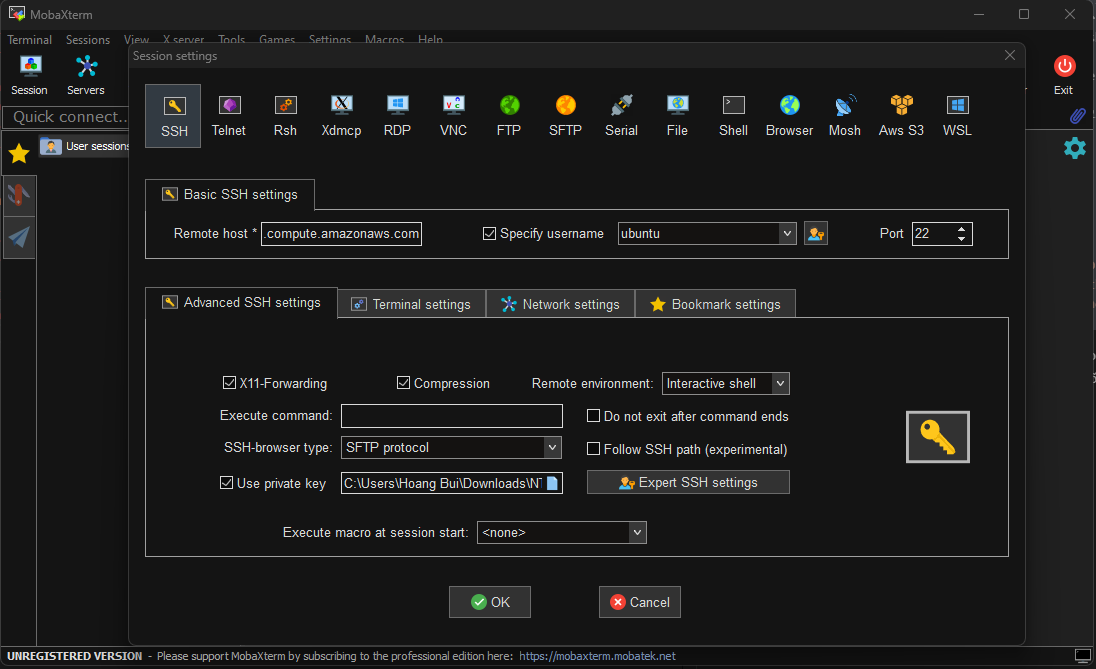 MobaXterm
Terminal Sessions View X server Tools Games Settings Macros Help
Session settings
Session Servers
Exit
Quick connect..
User sessions
SSH Telnet Rsh Xdmcp RDP VNC FTP SFTP Serial File Shell Browser Mosh Aws S3 WSL
Basic SSH settings
Remote host * .compute.amazonaws.com Specify username ubuntu Port 22
Advanced SSH settings Terminal settings Network settings Bookmark settings
X11-Forwarding Compression Remote environment: Interactive shell
Execute command: Do not exit after command ends
SSH-browser type: SFTP protocol Follow SSH path (experimental)
Use private key C:\Users\Hoang Bui\Downloads\NT Expert SSH settings
Execute macro at session start: <none>
OK Cancel
UNREGISTERED VERSION - Please support MobaXterm by subscribing to the professional edition here: https://mobaxterm.mobatek.net